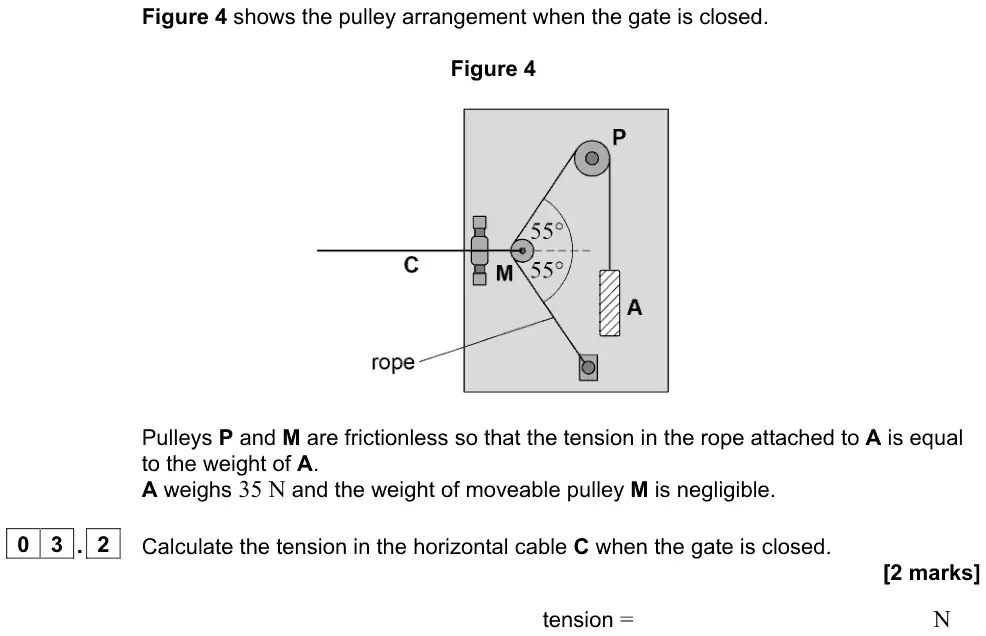 Figure 4 shows the pulley arrangement when the gate is closed.
Figure 4
P
55°
C
M
55°
A
rope
Pulleys P and M are frictionless so that the tension in the rope attached to A is equal
to the weight of A.
A weighs 35 N and the weight of moveable pulley M is negligible.
0 3 . 2 Calculate the tension in the horizontal cable C when the gate is closed.
[2 marks]
tension = N